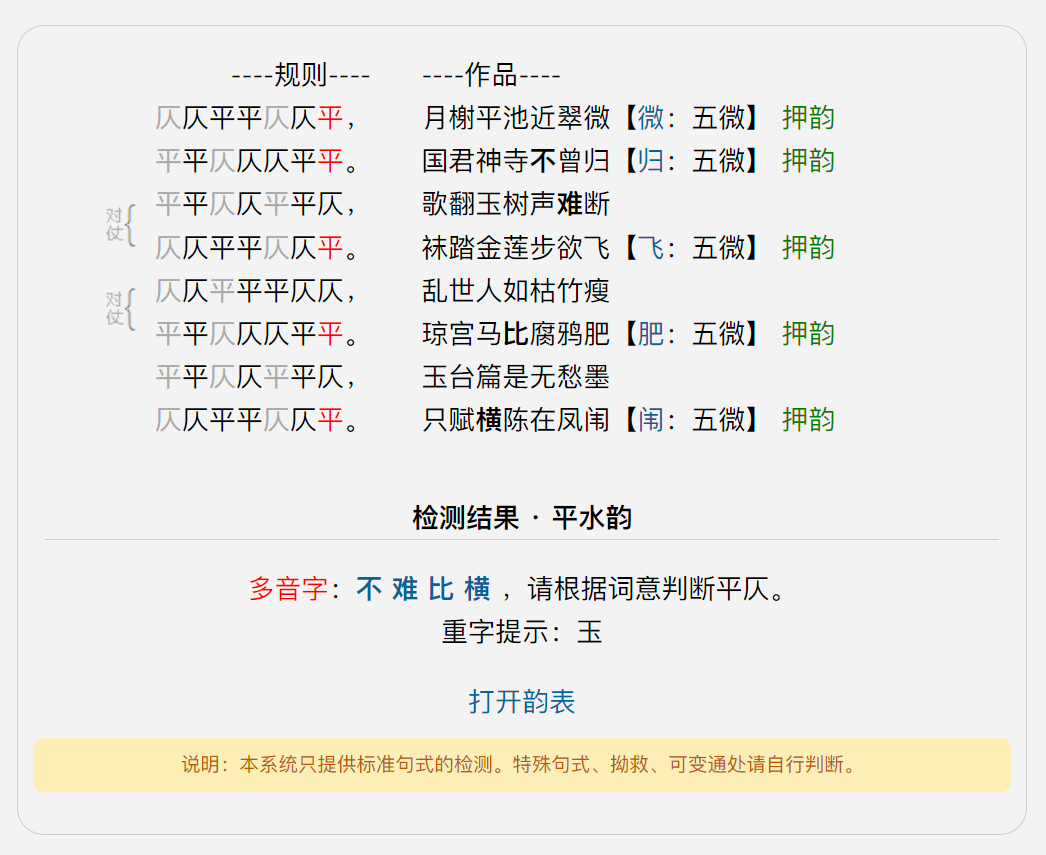 ----规则---- ----作品----
仄仄平平仄仄平， 月榭平池近翠微【微：五微】 押韵
平平仄仄仄平平。 国君神寺不曾归【归：五微】 押韵
平平仄仄平平仄， 歌翻玉树声难断
对仗{
仄仄平平仄仄平。 袜踏金莲步欲飞【飞：五微】 押韵
仄仄平平平仄仄， 乱世人如枯竹瘦
对仗{
平平仄仄仄平平。 琼宫马比腐鸦肥【肥：五微】 押韵
平平仄仄平平仄， 玉台篇是无愁墨
仄仄平平仄仄平。 只赋横陈在凤闱【闱：五微】 押韵
检测结果 · 平水韵
多音字：不 难 比 横 ，请根据词意判断平仄。
重字提示：玉
打开韵表
说明：本系统只提供标准句式的检测。特殊句式、拗救、可变通处请自行判断。